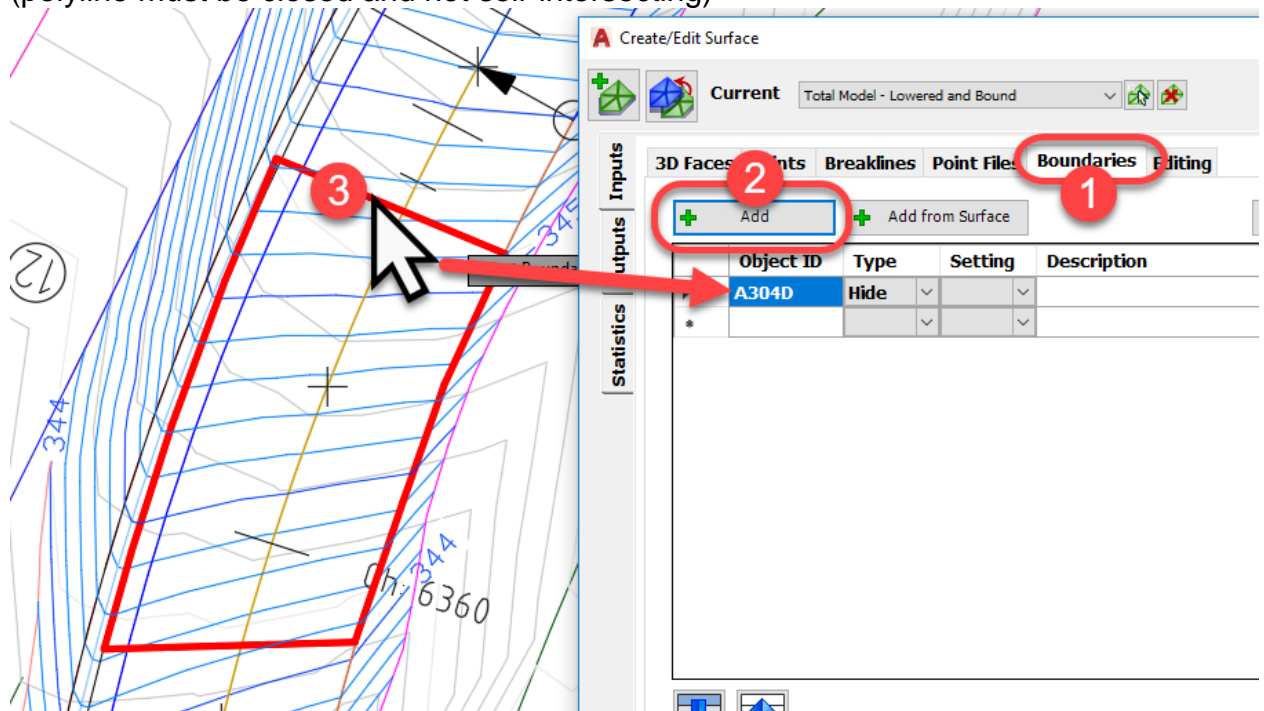 (polyline must be closed and not self-intersecting)
Create/Edit Surface
Current Total Model - Lowered and Bound
Inputs
Outputs
Statistics
3D Faces Points Breaklines Point Files Boundaries Editing
1
2
3
Add Add from Surface
Object ID Type Setting Description
A304D Hide
*
12
344
345
344
Ch: 6360